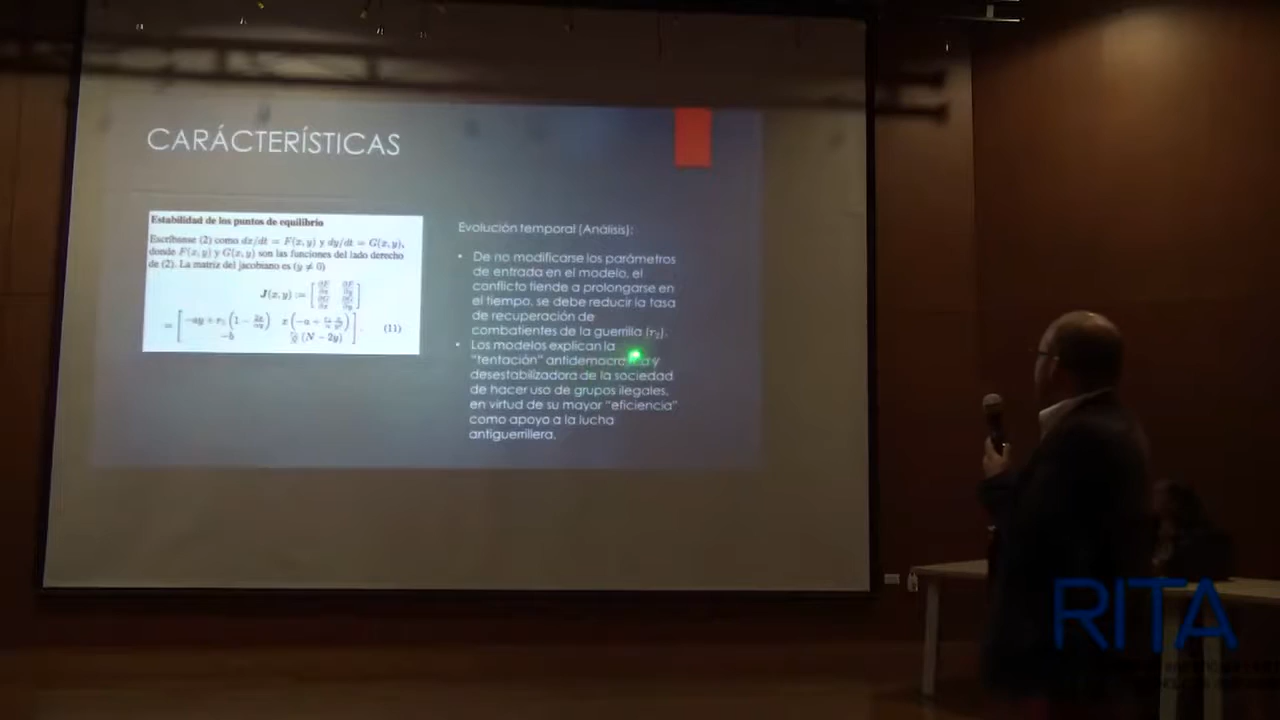 CARÁCTERÍSTICAS
Estabilidad de los puntos de equilibrio
Escríbanse (2) como dx/dt = F(x, y) y dy/dt = G(x, y),
donde F(x, y) y G(x, y) son las funciones del lado derecho
de (2). La matriz del jacobiano es (y ≠ 0)
J(x, y) :=
(11)
Evolución temporal (Análisis):
• De no modificarse los parámetros
de entrada en el modelo, el
conflicto tiende a prolongarse en
el tiempo, se debe reducir la tasa
de recuperación de
combatientes de la guerrilla (r₂).
• Los modelos explican la
"tentación" antidemocrática y
desestabilizadora de la sociedad
de hacer uso de grupos ilegales,
en virtud de su mayor "eficiencia"
como apoyo a la lucha
antiguerrillera.
RITA